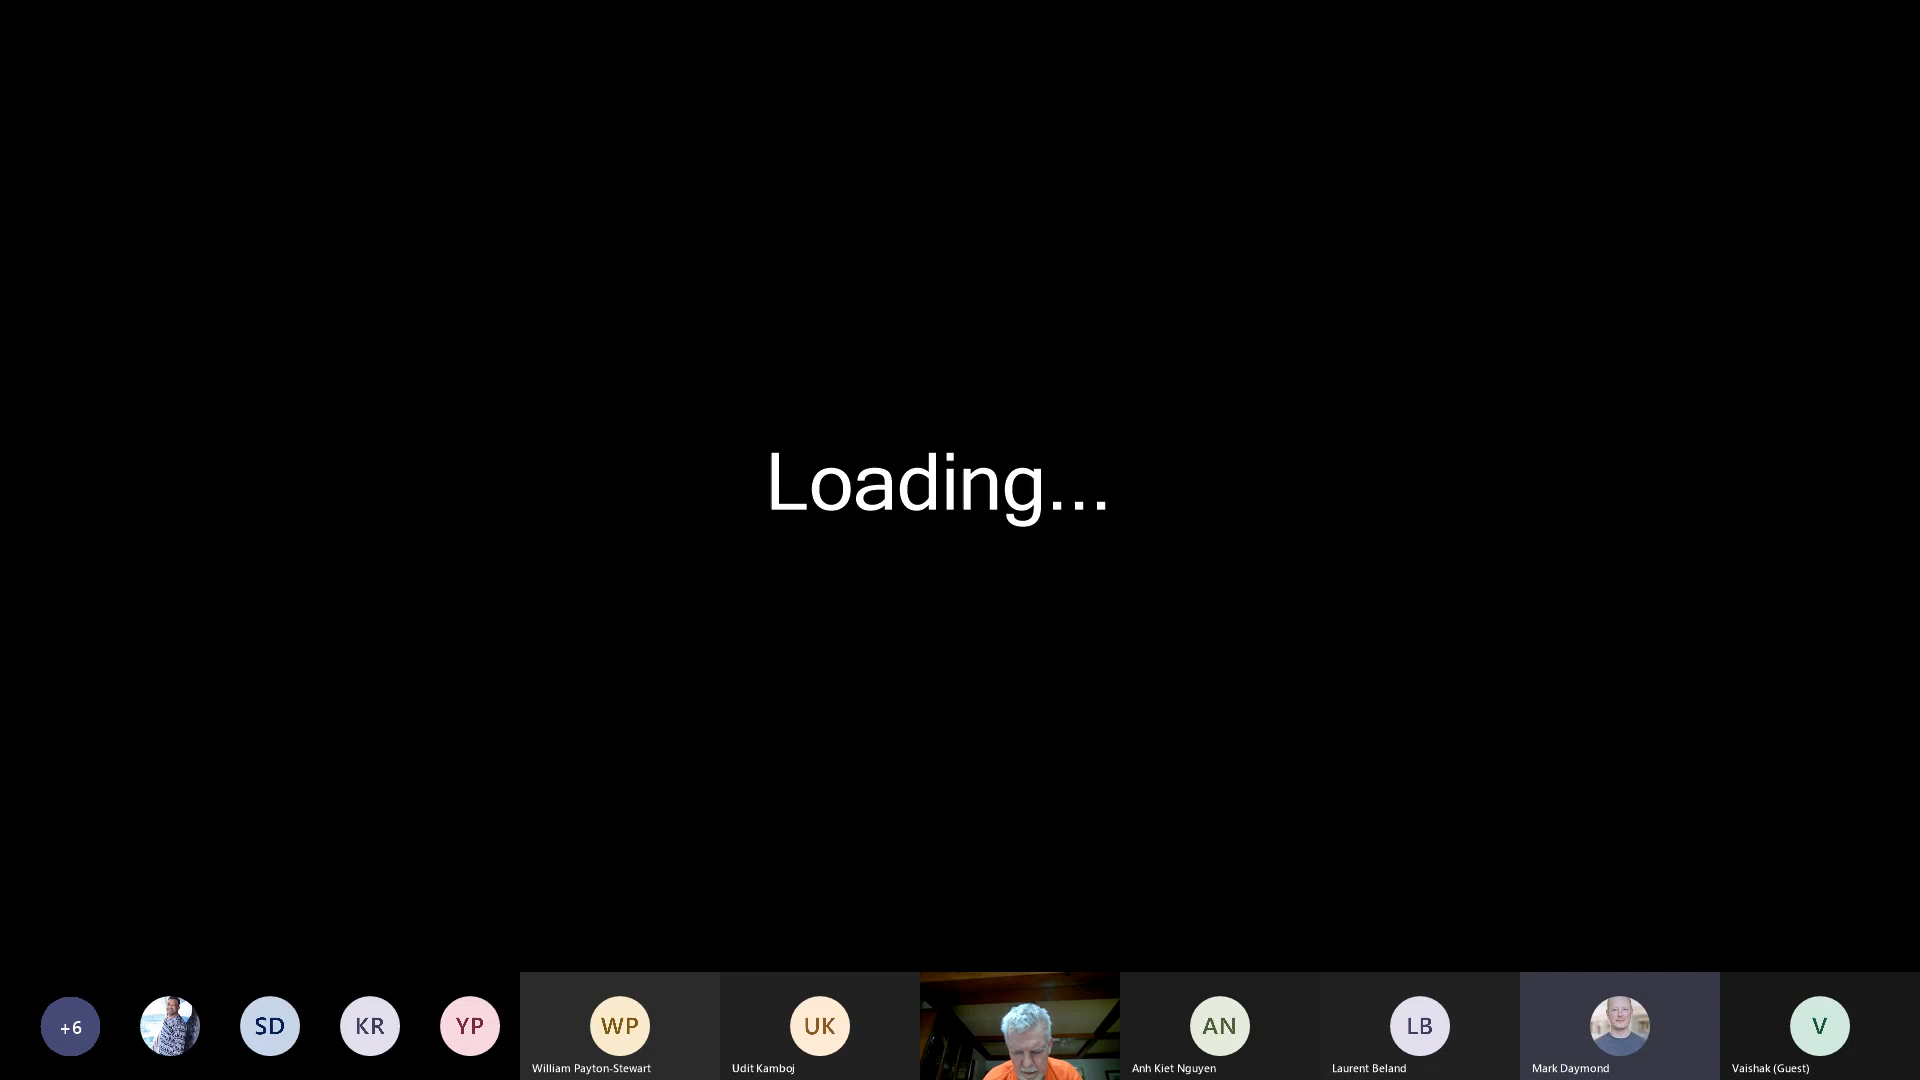 Loading...
+6
SD
KR
YP
WP
William Payton-Stewart
UK
Udit Kamboj
AN
Anh Kiet Nguyen
LB
Laurent Beland
Mark Daymond
V
Vaishak (Guest)